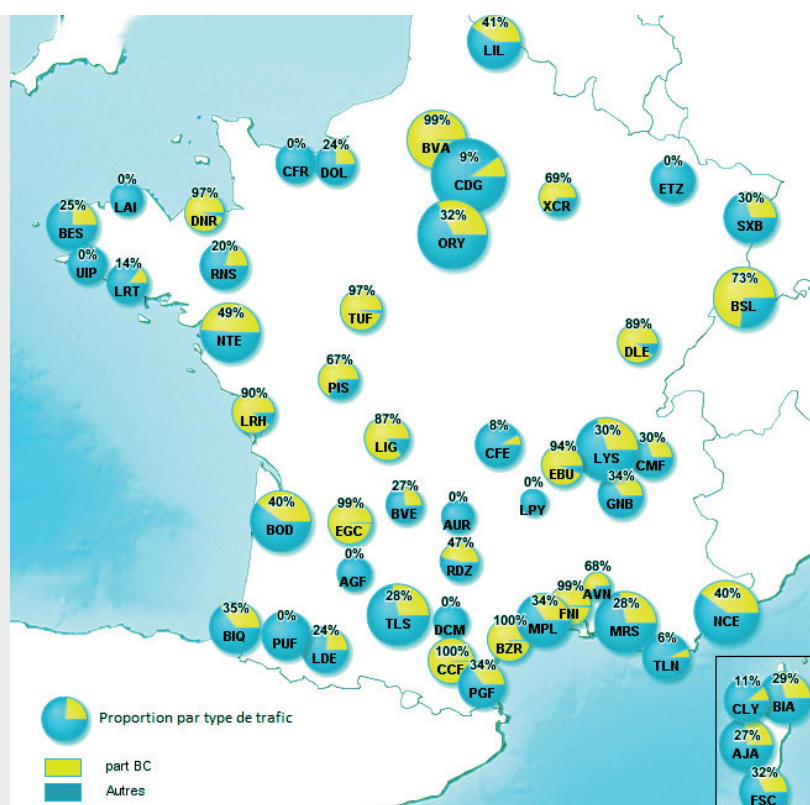 41%
LIL
99%
BVA
0%
CFR
24%
DOL
9%
CDG
69%
XCR
0%
ETZ
0%
LAI
97%
DNR
25%
BES
30%
SXB
32%
ORY
0%
UIP
14%
LRT
20%
RNS
73%
BSL
97%
TUF
49%
NTE
89%
DLE
67%
PIS
90%
LRH
87%
LIG
8%
CFE
94%
EBU
30%
LYS
30%
CMF
34%
GNB
0%
LPY
27%
BVE
0%
AUR
40%
BOD
99%
EGC
47%
RDZ
0%
AGF
68%
AVN
99%
FNI
34%
MPL
28%
MRS
40%
NCE
35%
BIQ
0%
PUF
24%
LDE
28%
TLS
0%
DCM
100%
BZR
100%
CCF
34%
PGF
6%
TLN
11%
CLY
29%
BIA
27%
AJA
32%
FSC
Proportion par type de trafic
part BC
Autres